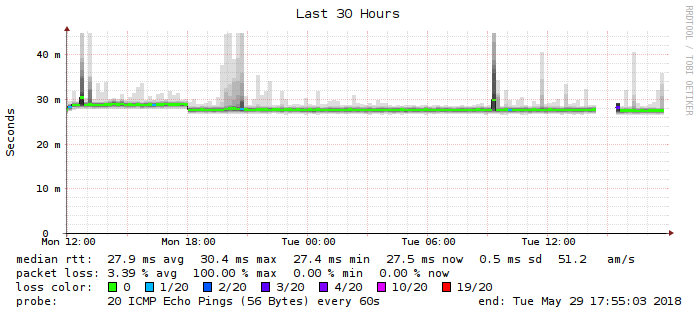 Last 30 Hours
RRDTOOL / TOBI OETIKER
Seconds
40 m
30 m
20 m
10 m
0
Mon 12:00 Mon 18:00 Tue 00:00 Tue 06:00 Tue 12:00
median rtt: 27.9 ms avg 30.4 ms max 27.4 ms min 27.5 ms now 0.5 ms sd 51.2 am/s
packet loss: 3.39 % avg 100.00 % max 0.00 % min 0.00 % now
loss color: 0 1/20 2/20 3/20 4/20 10/20 19/20
probe: 20 ICMP Echo Pings (56 Bytes) every 60s end: Tue May 29 17:55:03 2018